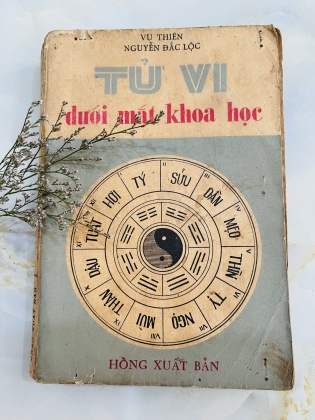 VU THIÊN
NGUYỄN ĐẮC LỘC
TỬ VI
dưới mắt khoa học
TÝ
SỬU
DẦN
MẸO
THÌN
TỴ
NGỌ
MÙI
THÂN
DẬU
TUẤT
HỢI
HỒNG XUẤT BẢN